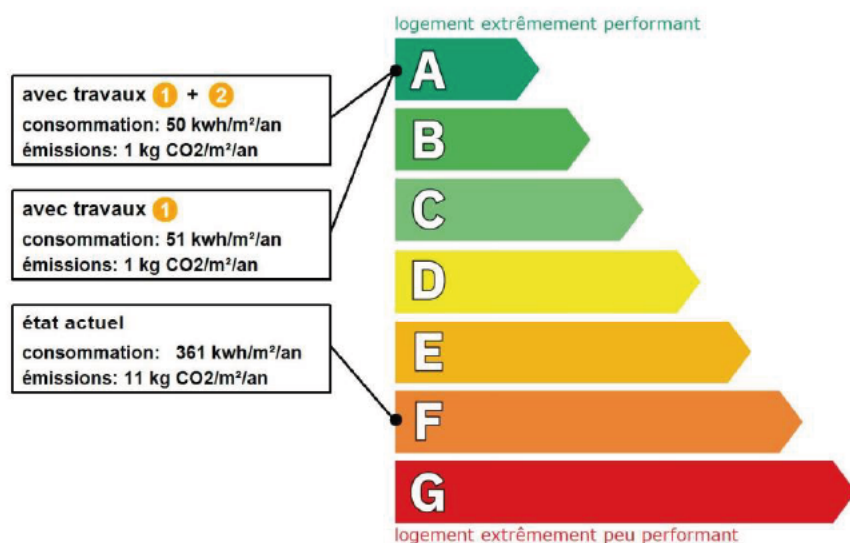 logement extrêmement performant
avec travaux 1 + 2
consommation: 50 kwh/m²/an
émissions: 1 kg CO2/m²/an
avec travaux 1
consommation: 51 kwh/m²/an
émissions: 1 kg CO2/m²/an
état actuel
consommation: 361 kwh/m²/an
émissions: 11 kg CO2/m²/an
A
B
C
D
E
F
G
logement extrêmement peu performant